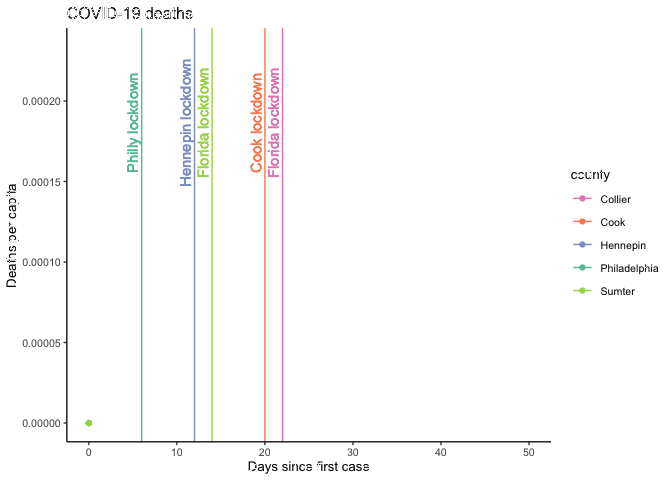 COVID-19 deaths
Philly lockdown
Hennepin lockdown
Florida lockdown
Cook lockdown
Florida lockdown
0.00020
0.00015
0.00010
0.00005
0.00000
Deaths per capita
0 10 20 30 40 50
Days since first case
county
Collier
Cook
Hennepin
Philadelphia
Sumter